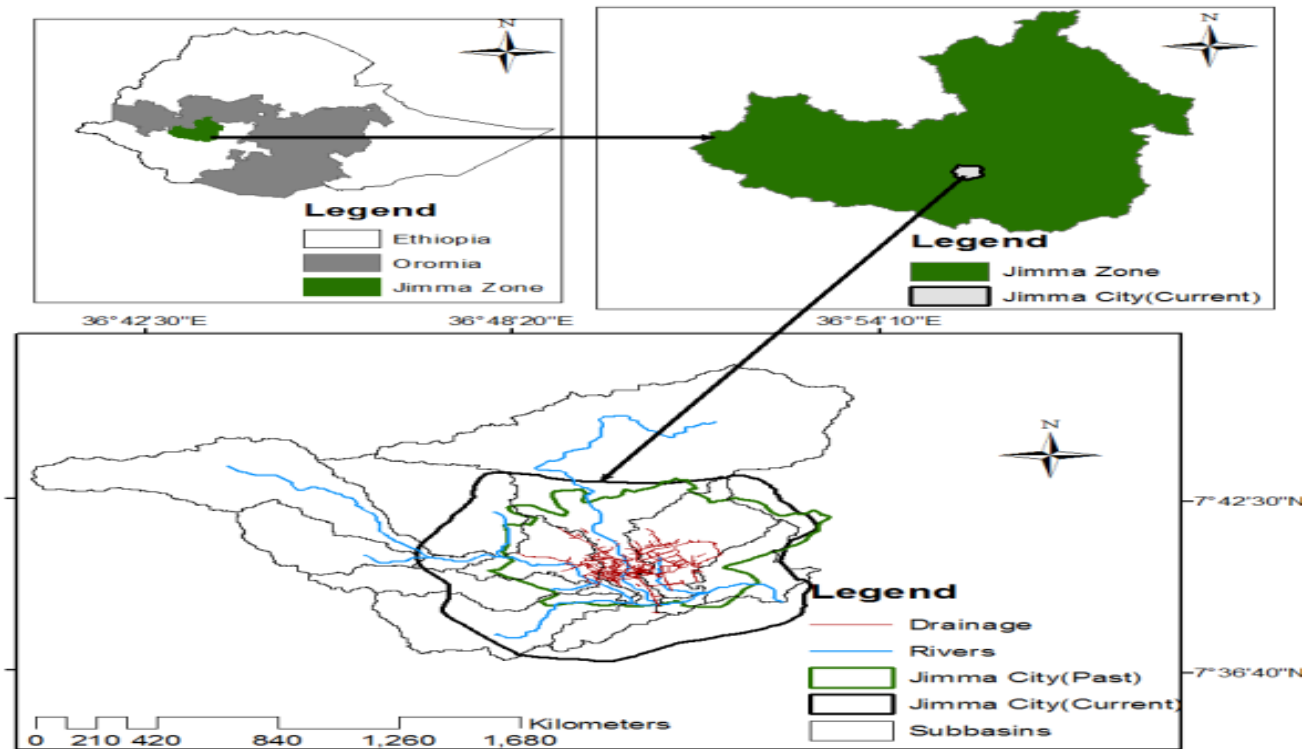 N
Legend
Ethiopia
Oromia
Jimma Zone
N
Legend
Jimma Zone
Jimma City(Current)
36°42'30"E
36°48'20"E
36°54'10"E
N
7°42'30"N
7°36'40"N
Legend
Drainage
Rivers
Jimma City(Past)
Jimma City(Current)
Subbasins
Kilometers
0 210 420 840 1,260 1,680